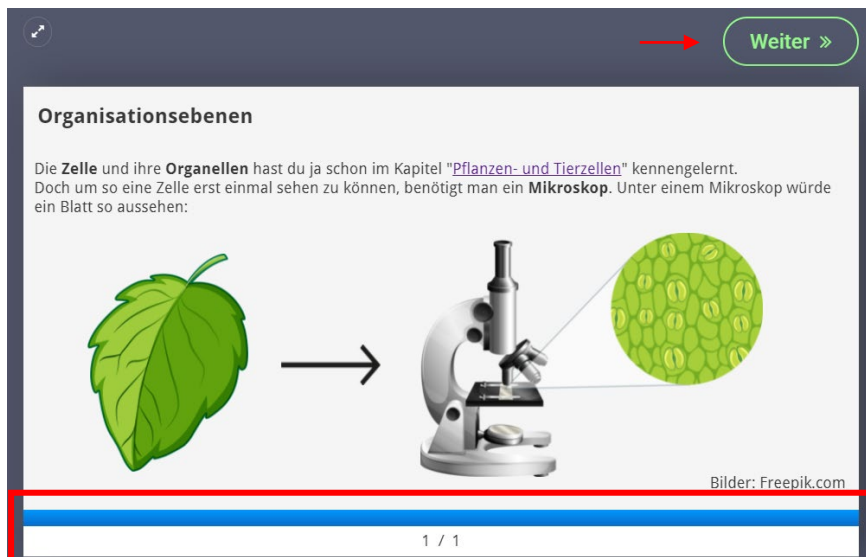 Weiter »
Organisationsebenen
Die Zelle und ihre Organellen hast du ja schon im Kapitel "Pflanzen- und Tierzellen" kennengelernt.
Doch um so eine Zelle erst einmal sehen zu können, benötigt man ein Mikroskop. Unter einem Mikroskop würde
ein Blatt so aussehen:
Bilder: Freepik.com
1 / 1